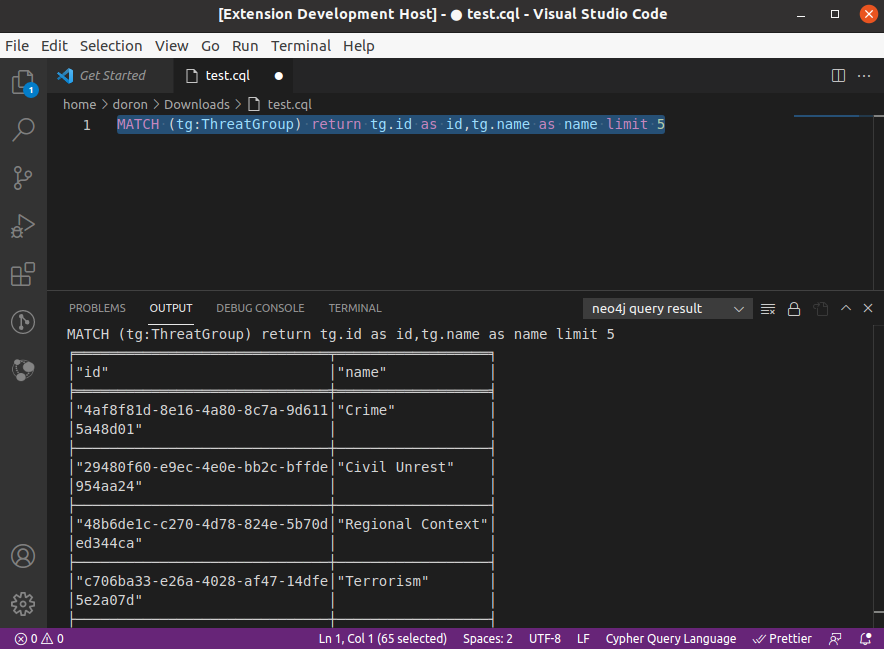 [Extension Development Host] - ● test.cql - Visual Studio Code
File Edit Selection View Go Run Terminal Help
Get Started test.cql ●
home > doron > Downloads > test.cql
1 MATCH (tg:ThreatGroup) return tg.id as id,tg.name as name limit 5
1
PROBLEMS OUTPUT DEBUG CONSOLE TERMINAL neo4j query result
MATCH (tg:ThreatGroup) return tg.id as id,tg.name as name limit 5
"id" "name"
"4af8f81d-8e16-4a80-8c7a-9d611 "Crime"
5a48d01"
"29480f60-e9ec-4e0e-bb2c-bffde "Civil Unrest"
954aa24"
"48b6de1c-c270-4d78-824e-5b70d "Regional Context"
ed344ca"
"c706ba33-e26a-4028-af47-14dfe "Terrorism"
5e2a07d"
0 0 Ln 1, Col 1 (65 selected) Spaces: 2 UTF-8 LF Cypher Query Language Prettier